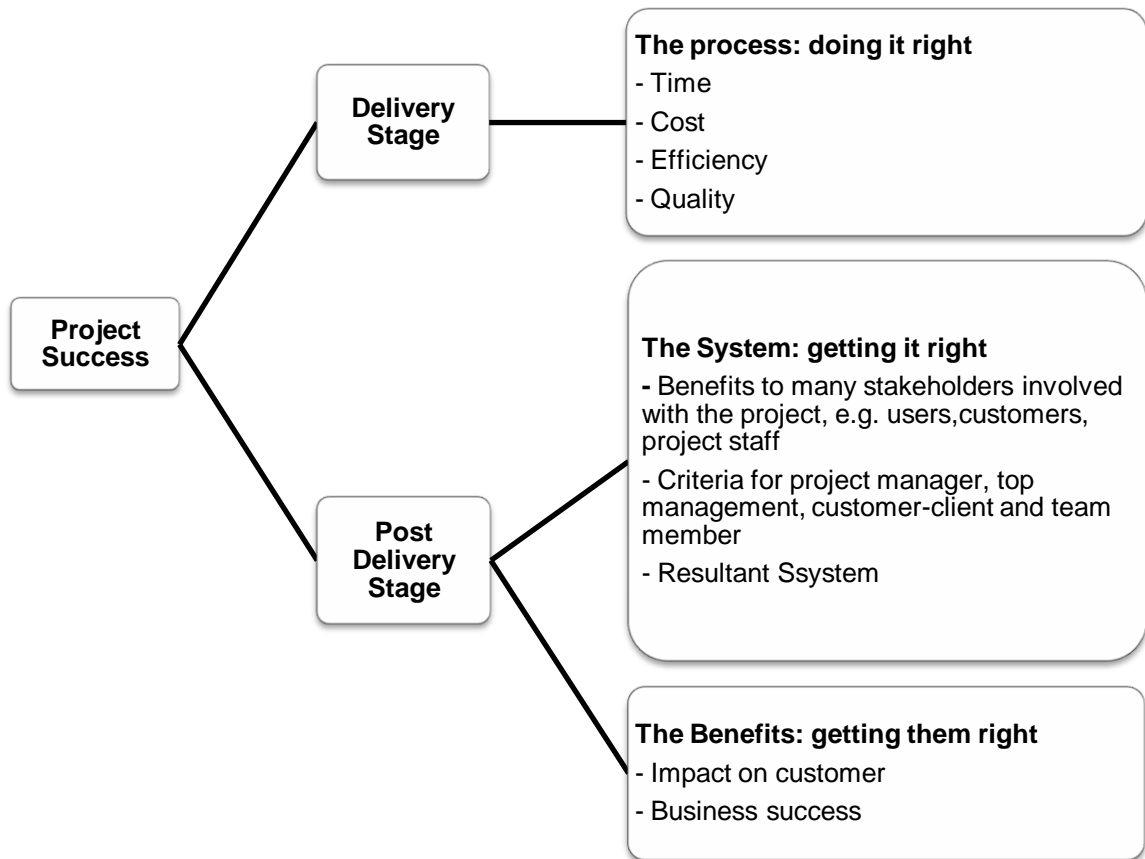 Project
Success
Delivery
Stage
The process: doing it right
- Time
- Cost
- Efficiency
- Quality
Post
Delivery
Stage
The System: getting it right
- Benefits to many stakeholders involved
with the project, e.g. users,customers,
project staff
- Criteria for project manager, top
management, customer-client and team
member
- Resultant Ssystem
The Benefits: getting them right
- Impact on customer
- Business success